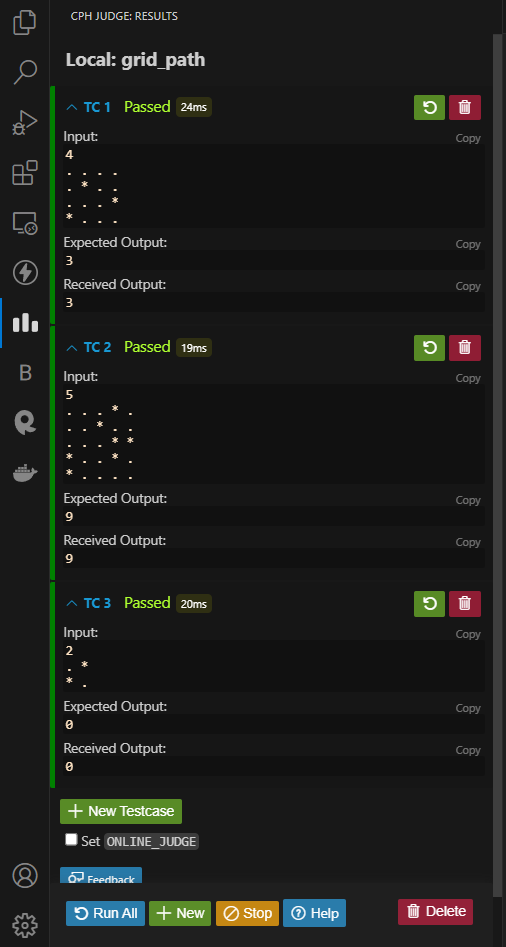 CPH JUDGE: RESULTS
Local: grid_path
TC 1 Passed 24ms
Input:
Copy
4
. . . .
. * . .
. . . *
* . . .
Expected Output:
Copy
3
Received Output:
Copy
3
TC 2 Passed 19ms
Input:
Copy
5
. . . * .
. . * . .
. . . * *
* . . * .
* . . . .
Expected Output:
Copy
9
Received Output:
Copy
9
TC 3 Passed 20ms
Input:
Copy
2
. *
* .
Expected Output:
Copy
0
Received Output:
Copy
0
New Testcase
Set ONLINE_JUDGE
Feedback
Run All New Stop Help Delete
B